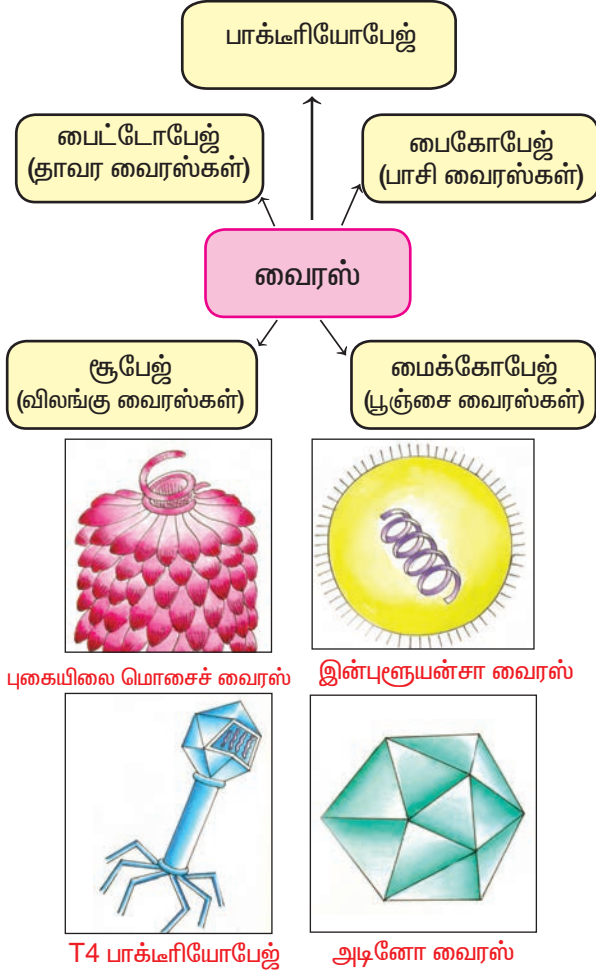 பாக்டீரியோபேஜ்
பைட்டோபேஜ்
(தாவர வைரஸ்கள்)
பைகோபேஜ்
(பாசி வைரஸ்கள்)
வைரஸ்
சூபேஜ்
(விலங்கு வைரஸ்கள்)
மைக்கோபேஜ்
(பூஞ்சை வைரஸ்கள்)
புகையிலை மொசைச் வைரஸ்
இன்புளூயன்சா வைரஸ்
T4 பாக்டீரியோபேஜ்
அடினோ வைரஸ்